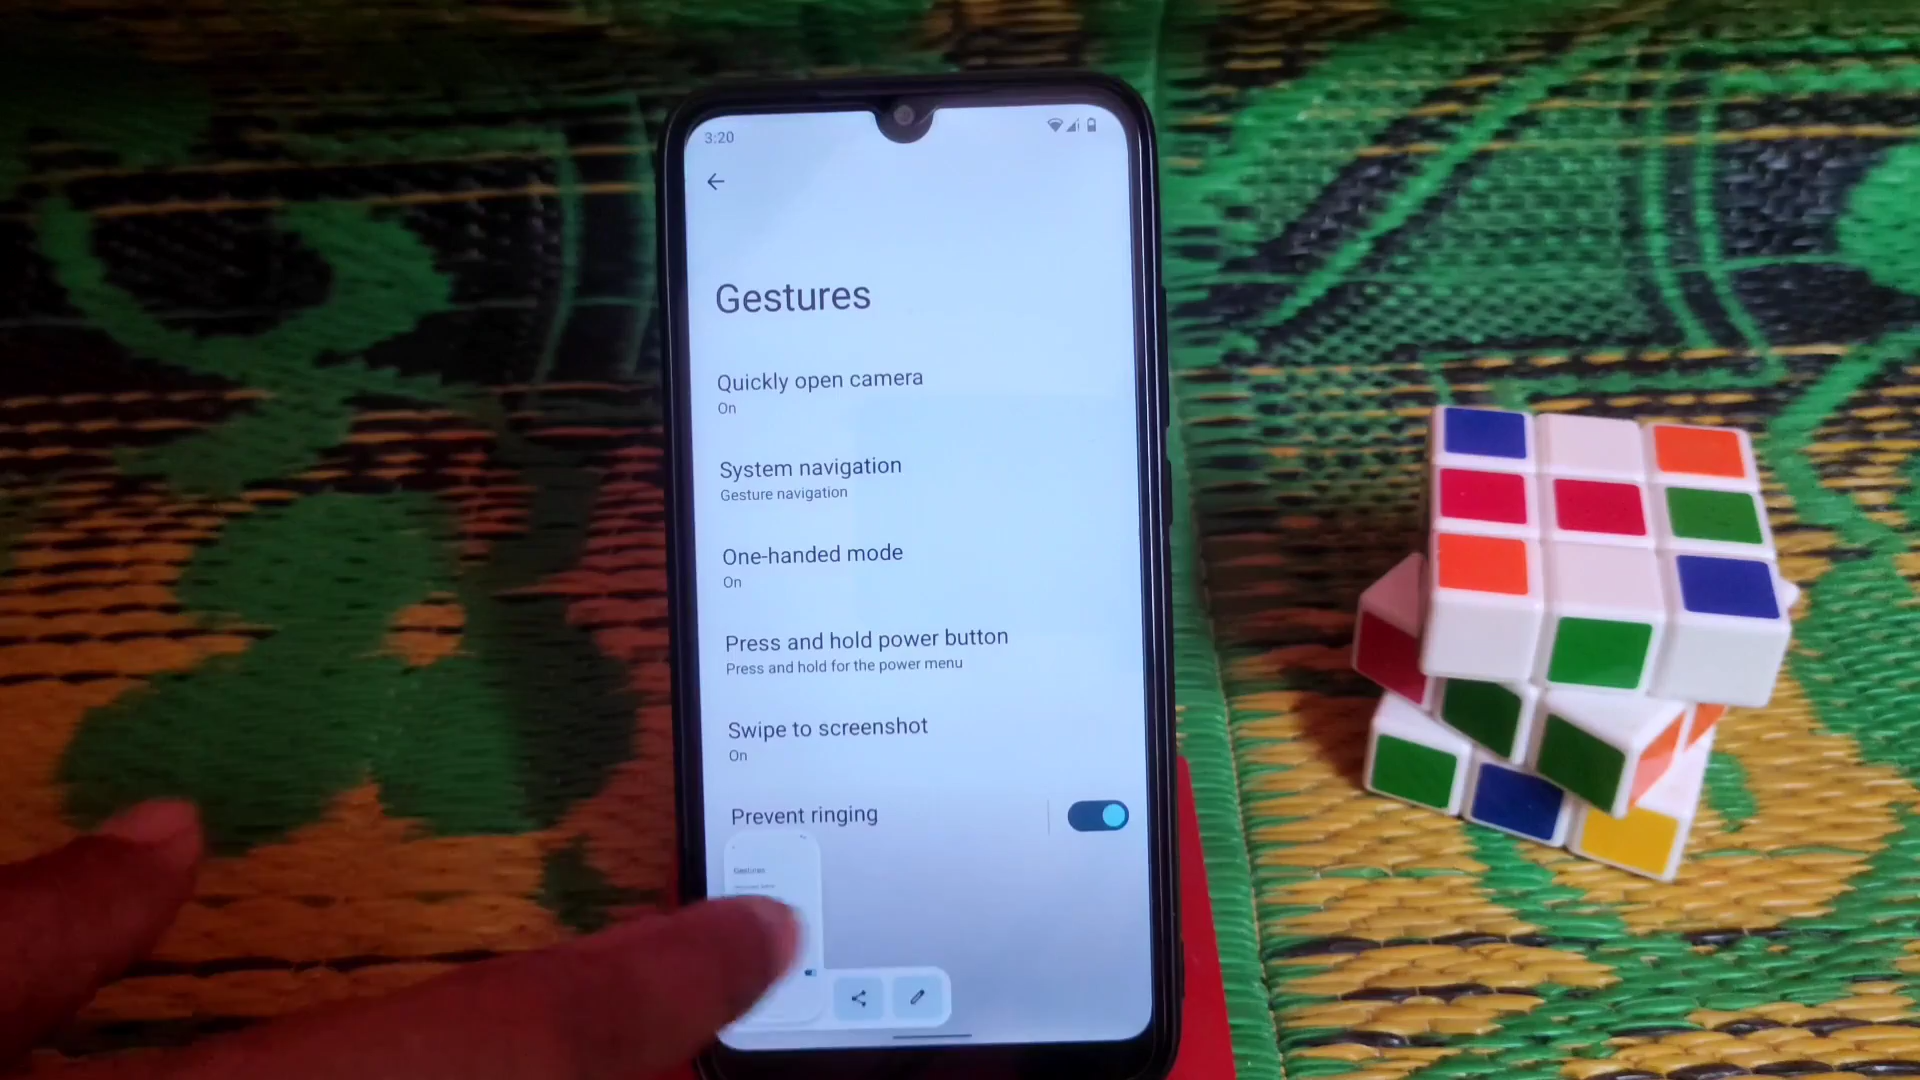 3:20
Gestures
Quickly open camera
On
System navigation
Gesture navigation
One-handed mode
On
Press and hold power button
Press and hold for the power menu
Swipe to screenshot
On
Prevent ringing
Gestures